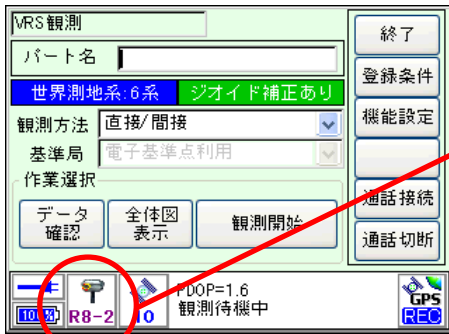 VRS観測
パート名
世界測地系:6系 ジオイド補正あり
観測方法 直接/間接
基準局 電子基準点利用
作業選択
データ確認
全体図表示
観測開始
終了
登録条件
機能設定
通話接続
通話切断
100% R8-2 10 PDOP=1.6
観測待機中
GPS
REC